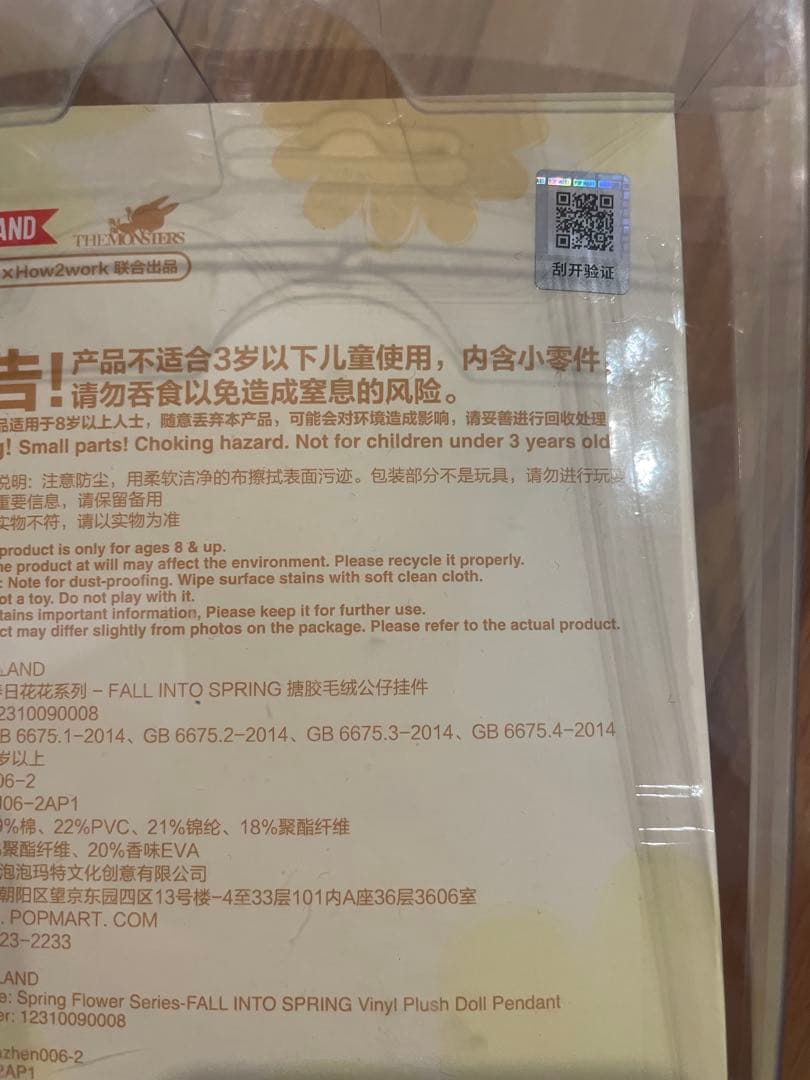 AND
THE MONSTERS
×How2work 联合出品
刮开验证
告! 产品不适合3岁以下儿童使用，内含小零件，
请勿吞食以免造成窒息的风险。
品适用于8岁以上人士，随意丢弃本产品，可能会对环境造成影响，请妥善进行回收处理
g! Small parts! Choking hazard. Not for children under 3 years old
说明: 注意防尘，用柔软洁净的布擦拭表面污迹。包装部分不是玩具，请勿进行玩
重要信息，请保留备用
实物不符，请以实物为准
product is only for ages 8 & up.
he product at will may affect the environment. Please recycle it properly.
: Note for dust-proofing. Wipe surface stains with soft clean cloth.
ot a toy. Do not play with it.
tains important information, Please keep it for further use.
ct may differ slightly from photos on the package. Please refer to the actual product.
LAND
春日花花系列 - FALL INTO SPRING 搪胶毛绒公仔挂件
2310090008
GB 6675.1-2014、GB 6675.2-2014、GB 6675.3-2014、GB 6675.4-2014
岁以上
06-2
06-2AP1
9%棉、22%PVC、21%锦纶、18%聚酯纤维
聚酯纤维、20%香味EVA
泡泡玛特文化创意有限公司
朝阳区望京东园四区13号楼-4至33层101内A座36层3606室
. POPMART. COM
23-2233
LAND
e: Spring Flower Series-FALL INTO SPRING Vinyl Plush Doll Pendant
er: 12310090008
zhen006-2
2AP1